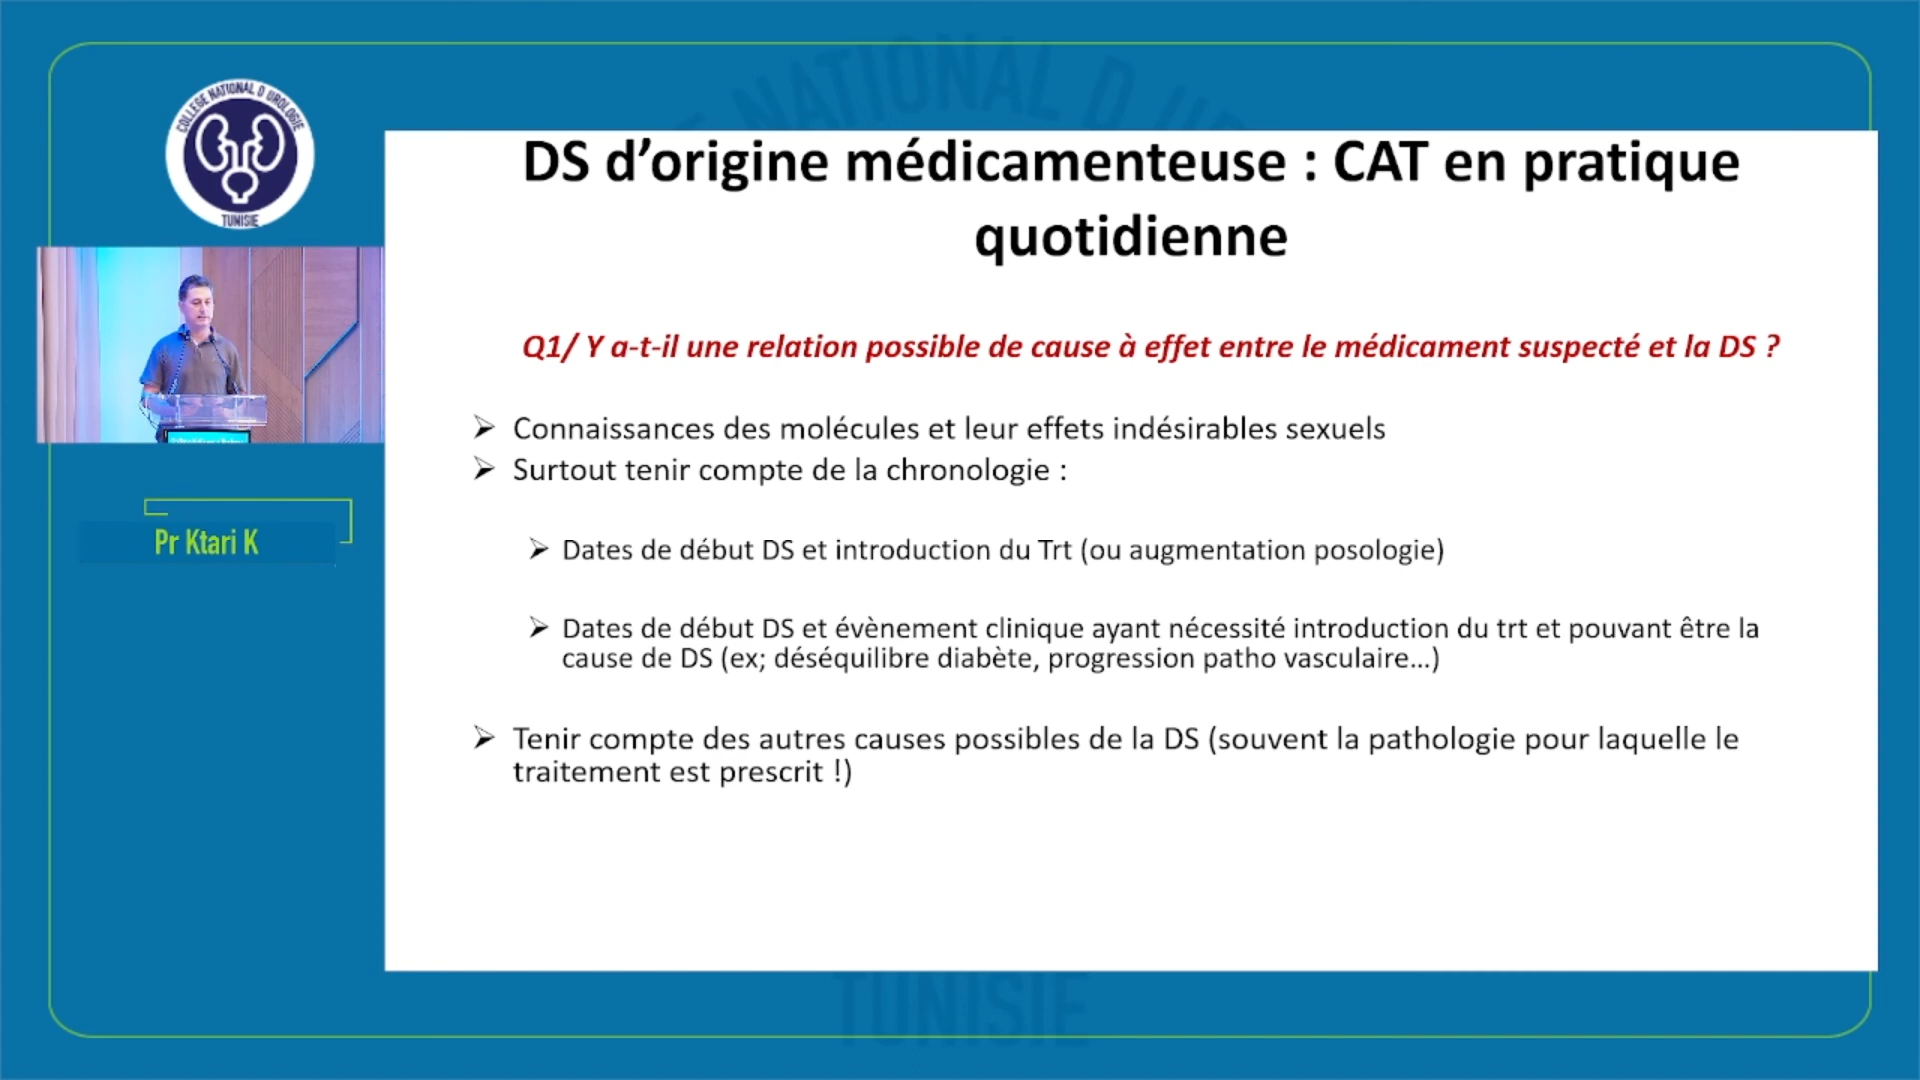 COLLEGE NATIONAL D UROLOGIE
TUNISIE
Pr Ktari K
DS d’origine médicamenteuse : CAT en pratique
quotidienne
Q1/ Y a-t-il une relation possible de cause à effet entre le médicament suspecté et la DS ?
➢ Connaissances des molécules et leur effets indésirables sexuels
➢ Surtout tenir compte de la chronologie :
➢ Dates de début DS et introduction du Trt (ou augmentation posologie)
➢ Dates de début DS et évènement clinique ayant nécessité introduction du trt et pouvant être la
cause de DS (ex; déséquilibre diabète, progression patho vasculaire...)
➢ Tenir compte des autres causes possibles de la DS (souvent la pathologie pour laquelle le
traitement est prescrit !)
TUNISIE